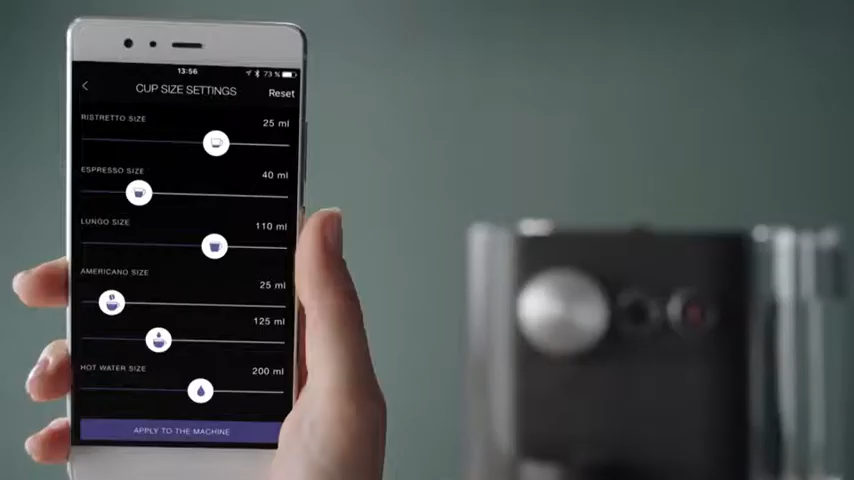 13:56
73 %
CUP SIZE SETTINGS
Reset
RISTRETTO SIZE
25 ml
ESPRESSO SIZE
40 ml
LUNGO SIZE
110 ml
AMERICANO SIZE
25 ml
125 ml
HOT WATER SIZE
200 ml
APPLY TO THE MACHINE